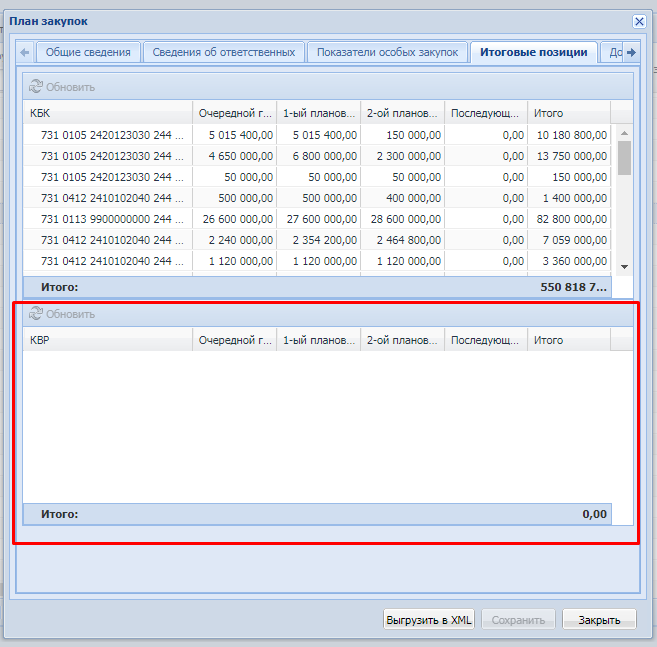 План закупок
Общие сведения Сведения об ответственных Показатели особых закупок Итоговые позиции До
Обновить
КБК Очередной г... 1-ый планов... 2-ой планов... Последующ... Итого
731 0105 2420123030 244 ... 5 015 400,00 5 015 400,00 150 000,00 0,00 10 180 800,00
731 0105 2420123030 244 ... 4 650 000,00 6 800 000,00 2 300 000,00 0,00 13 750 000,00
731 0105 2420123030 244 ... 50 000,00 50 000,00 50 000,00 0,00 150 000,00
731 0412 2410102040 244 ... 500 000,00 500 000,00 400 000,00 0,00 1 400 000,00
731 0113 9900000000 244 ... 26 600 000,00 27 600 000,00 28 600 000,00 0,00 82 800 000,00
731 0412 2410102040 244 ... 2 240 000,00 2 354 200,00 2 464 800,00 0,00 7 059 000,00
731 0412 2410102040 244 ... 1 120 000,00 1 120 000,00 1 120 000,00 0,00 3 360 000,00
Итого: 550 818 7...
Обновить
КВР Очередной г... 1-ый планов... 2-ой планов... Последующ... Итого
Итого: 0,00
Выгрузить в XML Сохранить Закрыть